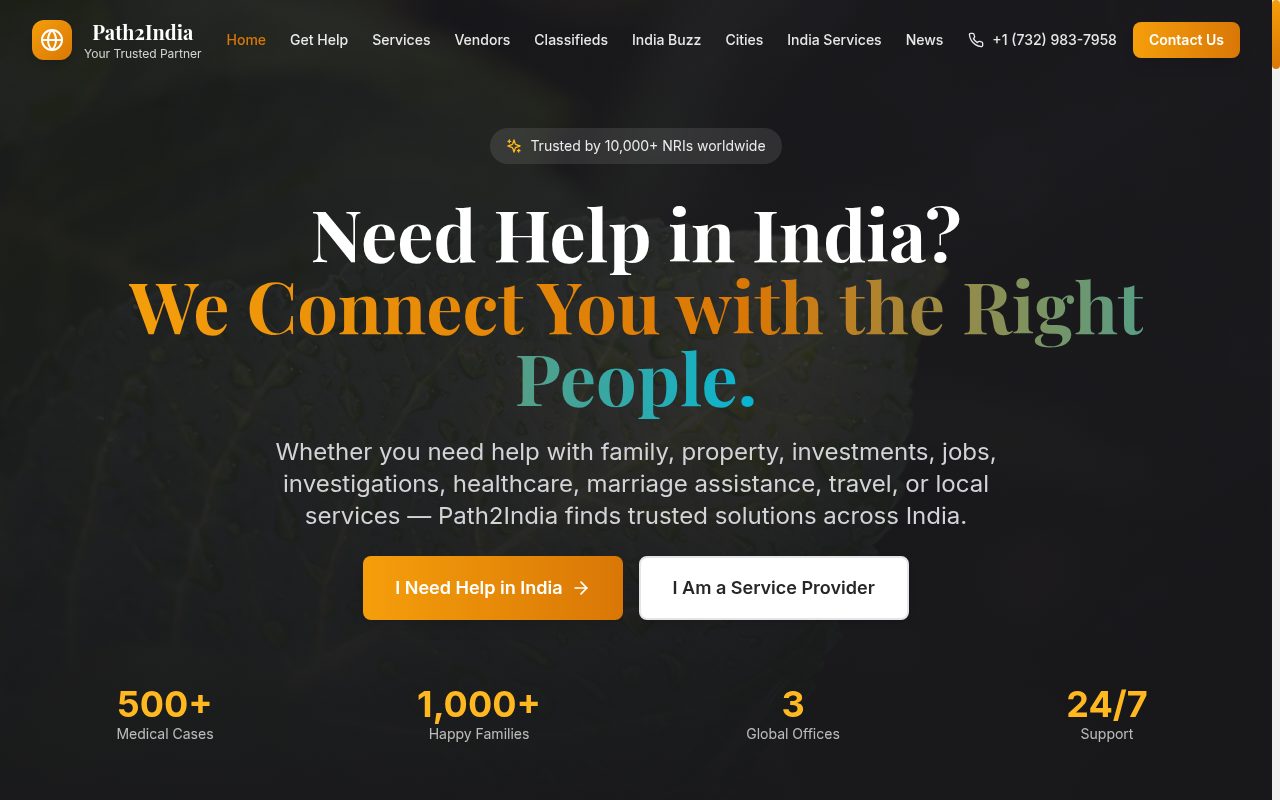 Path2India
Your Trusted Partner
Home
Get Help
Services
Vendors
Classifieds
India Buzz
Cities
India Services
News
+1 (732) 983-7958
Contact Us
Trusted by 10,000+ NRIs worldwide
Need Help in India?
We Connect You with the Right
People.
Whether you need help with family, property, investments, jobs,
investigations, healthcare, marriage assistance, travel, or local
services — Path2India finds trusted solutions across India.
I Need Help in India
I Am a Service Provider
500+
Medical Cases
1,000+
Happy Families
3
Global Offices
24/7
Support